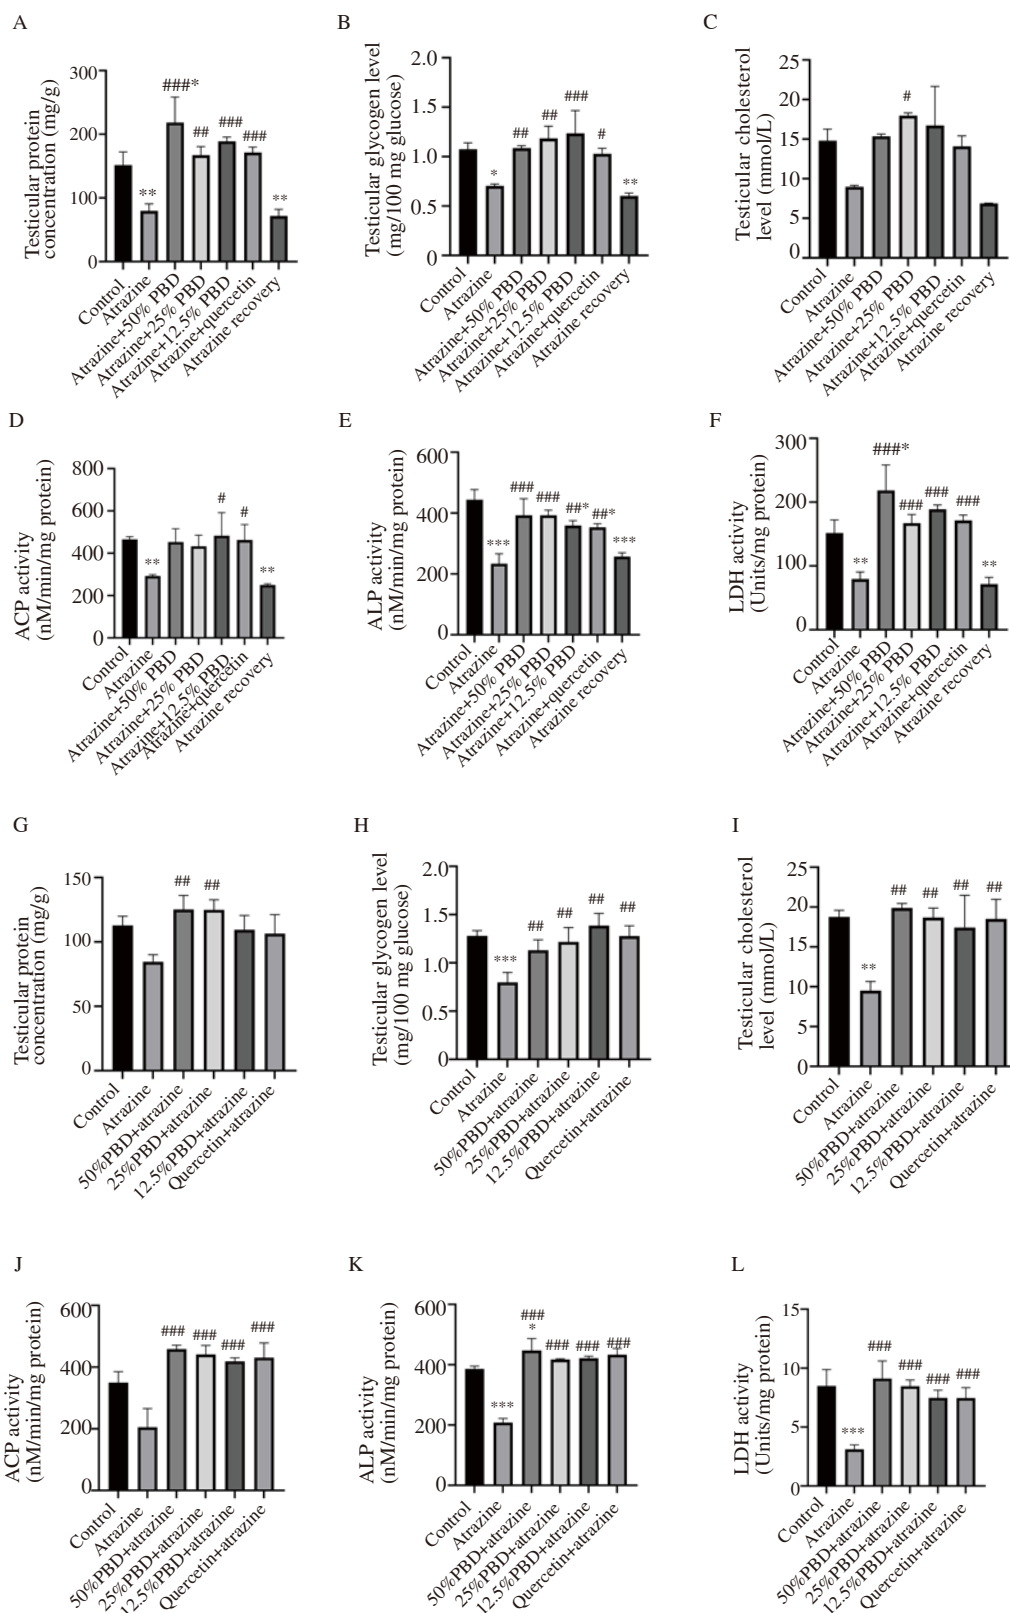 A
Testicular protein
concentration (mg/g)
300
200
100
0
**
###*
##
###
###
**
Control
Atrazine
Atrazine+50% PBD
Atrazine+25% PBD
Atrazine+12.5% PBD
Atrazine+quercetin
Atrazine recovery
B
Testicular glycogen level
(mg/100 mg glucose)
2.0
1.5
1.0
0.5
0
*
##
##
###
#
**
Control
Atrazine
Atrazine+50% PBD
Atrazine+25% PBD
Atrazine+12.5% PBD
Atrazine+quercetin
Atrazine recovery
C
Testicular cholesterol
level (mmol/L)
25
20
15
10
5
0
#
Control
Atrazine
Atrazine+50% PBD
Atrazine+25% PBD
Atrazine+12.5% PBD
Atrazine+quercetin
Atrazine recovery
D
ACP activity
(nM/min/mg protein)
800
600
400
200
0
**
#
#
**
Control
Atrazine
Atrazine+50% PBD
Atrazine+25% PBD
Atrazine+12.5% PBD
Atrazine+quercetin
Atrazine recovery
E
ALP activity
(nM/min/mg protein)
600
400
200
0
***
###
###
##*
##*
***
Control
Atrazine
Atrazine+50% PBD
Atrazine+25% PBD
Atrazine+12.5% PBD
Atrazine+quercetin
Atrazine recovery
F
LDH activity
(Units/mg protein)
300
200
100
0
**
###*
###
###
###
**
Control
Atrazine
Atrazine+50% PBD
Atrazine+25% PBD
Atrazine+12.5% PBD
Atrazine+quercetin
Atrazine recovery
G
Testicular protein
concentration (mg/g)
150
100
50
0
##
##
Control
Atrazine
50%PBD+atrazine
25%PBD+atrazine
12.5%PBD+atrazine
Quercetin+atrazine
H
Testicular glycogen level
(mg/100 mg glucose)
2.0
1.5
1.0
0.5
0
***
##
##
##
##
Control
Atrazine
50%PBD+atrazine
25%PBD+atrazine
12.5%PBD+atrazine
Quercetin+atrazine
I
Testicular cholesterol
level (mmol/L)
25
20
15
10
5
0
**
##
##
##
##
Control
Atrazine
50%PBD+atrazine
25%PBD+atrazine
12.5%PBD+atrazine
Quercetin+atrazine
J
ACP activity
(nM/min/mg protein)
600
400
200
0
###
###
###
###
Control
Atrazine
50%PBD+atrazine
25%PBD+atrazine
12.5%PBD+atrazine
Quercetin+atrazine
K
ALP activity
(nM/min/mg protein)
600
400
200
0
***
###
*
###
###
###
Control
Atrazine
50%PBD+atrazine
25%PBD+atrazine
12.5%PBD+atrazine
Quercetin+atrazine
L
LDH activity
(Units/mg protein)
15
10
5
0
***
###
###
###
###
Control
Atrazine
50%PBD+atrazine
25%PBD+atrazine
12.5%PBD+atrazine
Quercetin+atrazine